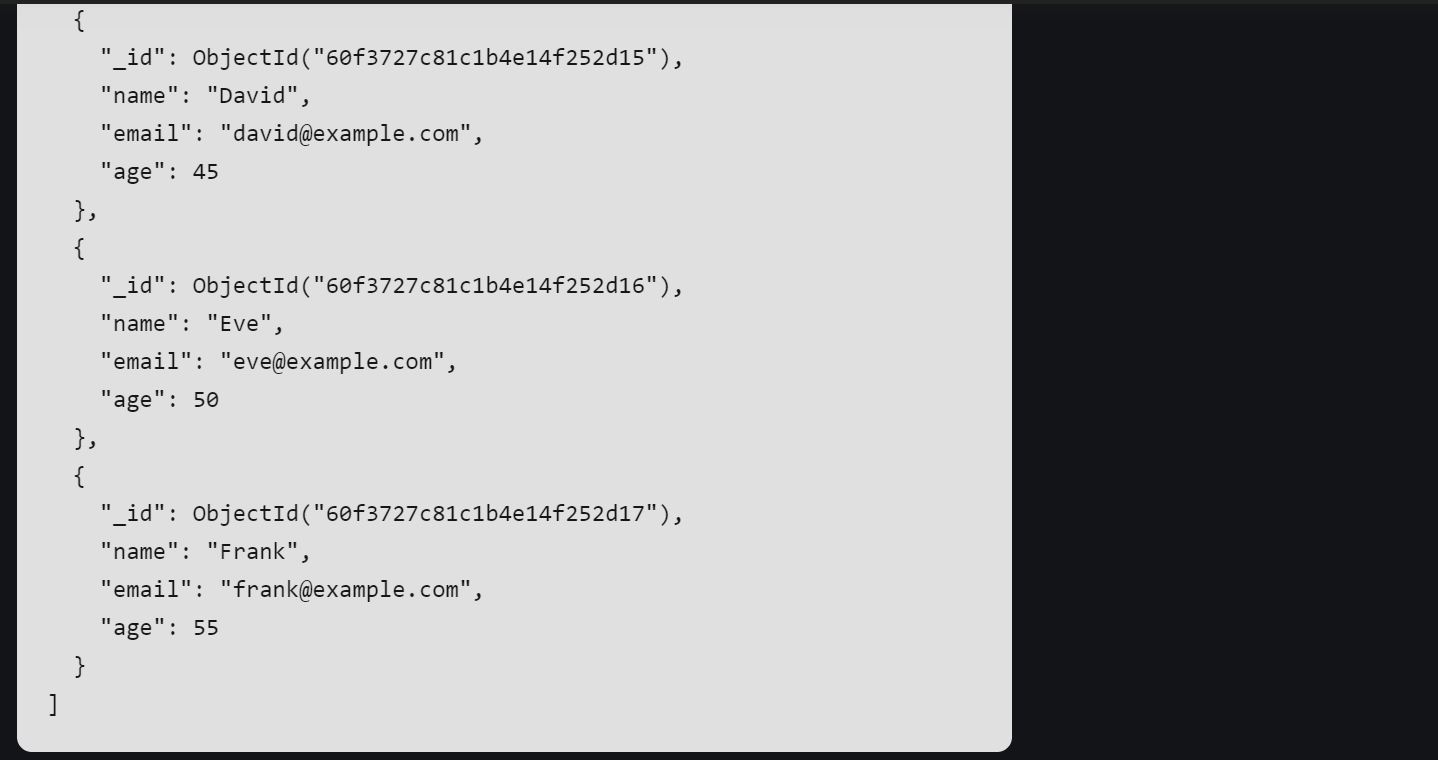 {
"_id": ObjectId("60f3727c81c1b4e14f252d15"),
"name": "David",
"email": "david@example.com",
"age": 45
},
{
"_id": ObjectId("60f3727c81c1b4e14f252d16"),
"name": "Eve",
"email": "eve@example.com",
"age": 50
},
{
"_id": ObjectId("60f3727c81c1b4e14f252d17"),
"name": "Frank",
"email": "frank@example.com",
"age": 55
}
]